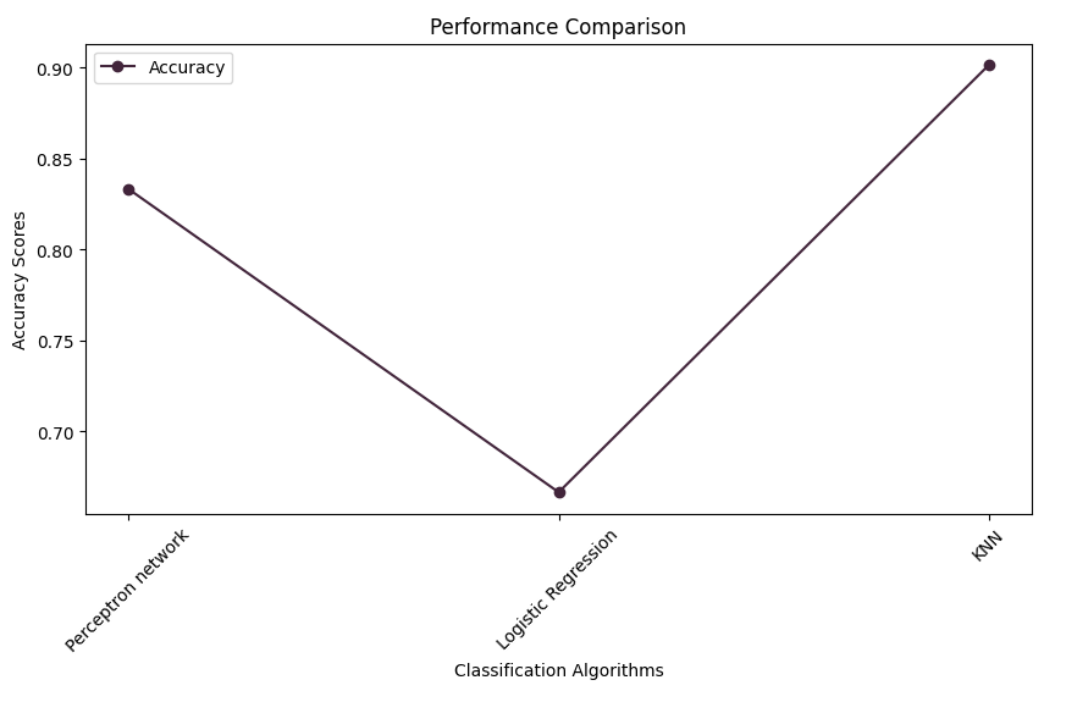 Performance Comparison
Accuracy
0.90
0.85
0.80
0.75
0.70
Accuracy Scores
Perceptron network
Logistic Regression
KNN
Classification Algorithms